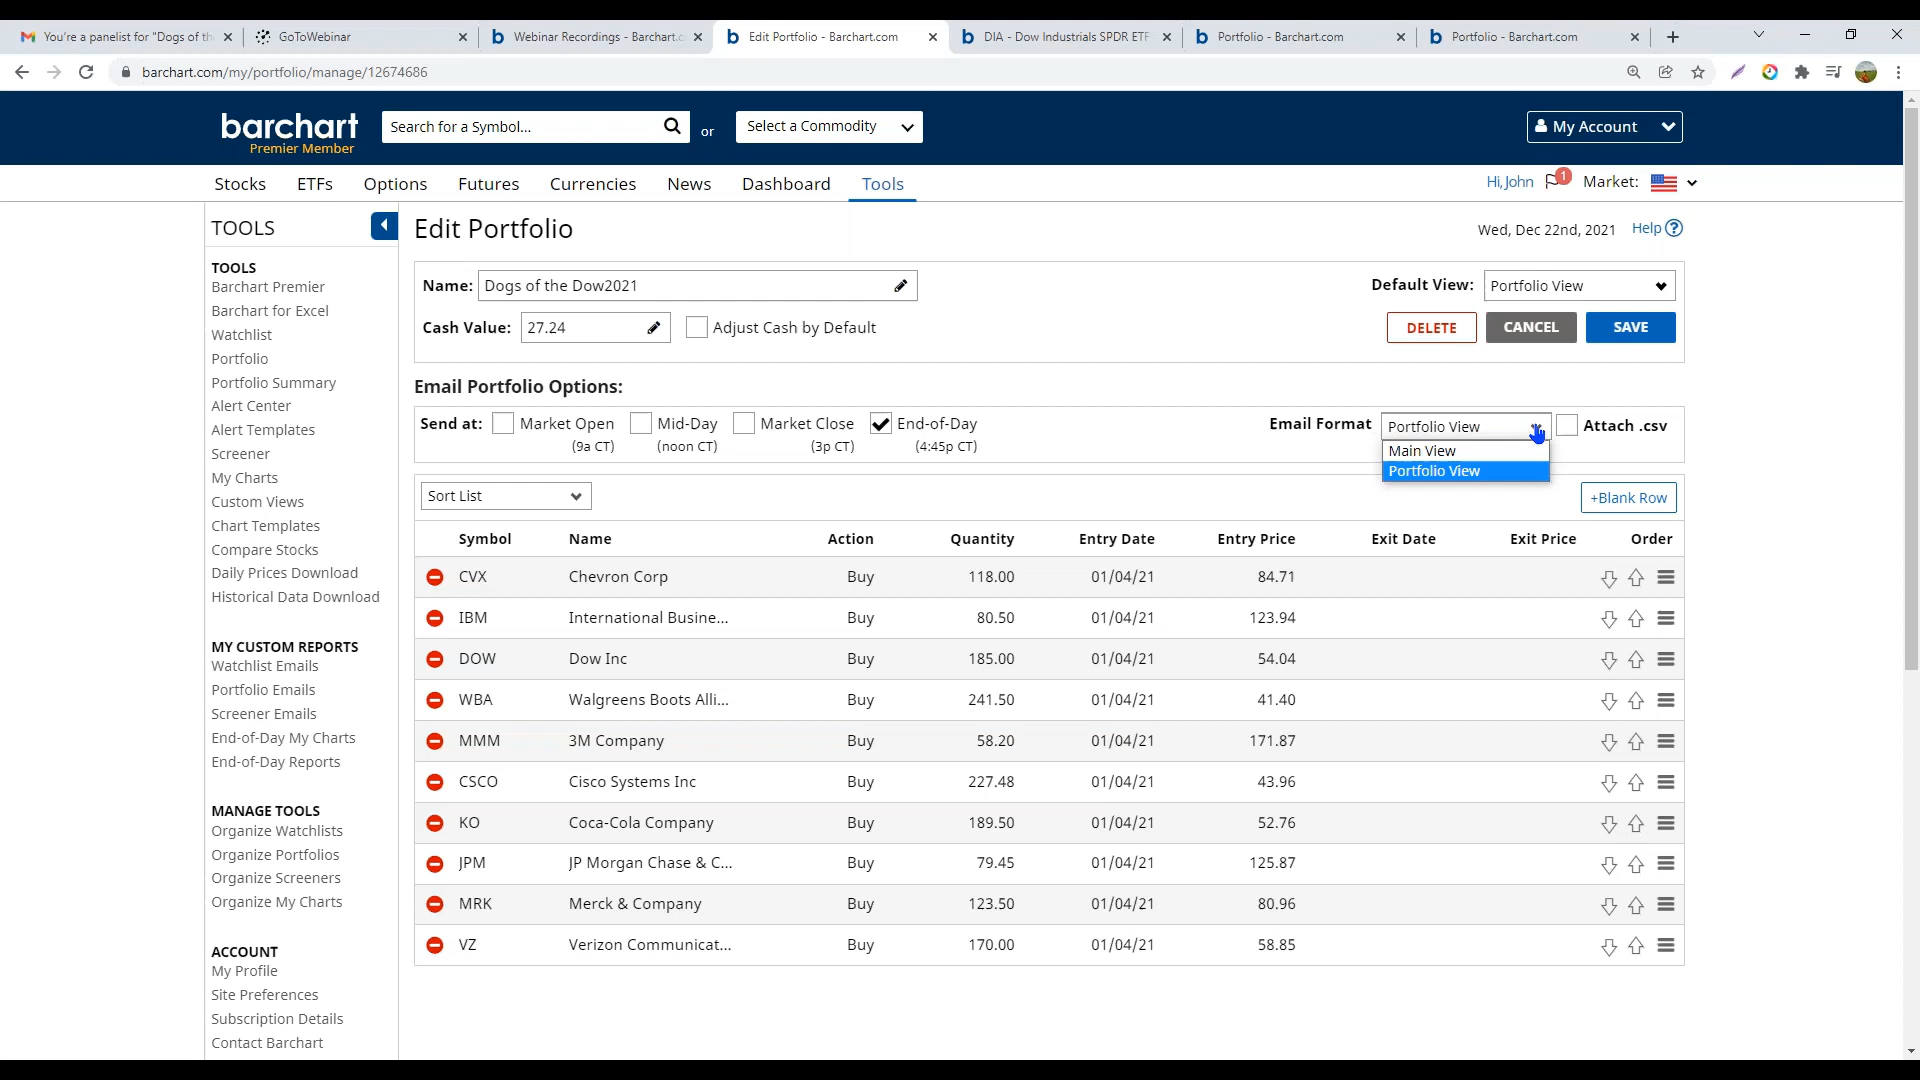 You're a panelist for "Dogs of th
GoToWebinar
Webinar Recordings - Barchart.c
Edit Portfolio - Barchart.com
DIA - Dow Industrials SPDR ETF
Portfolio - Barchart.com
Portfolio - Barchart.com
barchart.com/my/portfolio/manage/12674686
barchart
Premier Member
Search for a Symbol...
or
Select a Commodity
My Account
Stocks ETFs Options Futures Currencies News Dashboard Tools
Hi, John 1 Market:
TOOLS
Edit Portfolio
Wed, Dec 22nd, 2021 Help ?
TOOLS
Barchart Premier
Barchart for Excel
Watchlist
Portfolio
Portfolio Summary
Alert Center
Alert Templates
Screener
My Charts
Custom Views
Chart Templates
Compare Stocks
Daily Prices Download
Historical Data Download
MY CUSTOM REPORTS
Watchlist Emails
Portfolio Emails
Screener Emails
End-of-Day My Charts
End-of-Day Reports
MANAGE TOOLS
Organize Watchlists
Organize Portfolios
Organize Screeners
Organize My Charts
ACCOUNT
My Profile
Site Preferences
Subscription Details
Contact Barchart
Name: Dogs of the Dow2021
Default View: Portfolio View
Cash Value: 27.24 Adjust Cash by Default
DELETE CANCEL SAVE
Email Portfolio Options:
Send at: Market Open Mid-Day Market Close End-of-Day
(9a CT) (noon CT) (3p CT) (4:45p CT)
Email Format Portfolio View Attach .csv
Main View
Portfolio View
Sort List
+Blank Row
Symbol Name Action Quantity Entry Date Entry Price Exit Date Exit Price Order
CVX Chevron Corp Buy 118.00 01/04/21 84.71
IBM International Busine... Buy 80.50 01/04/21 123.94
DOW Dow Inc Buy 185.00 01/04/21 54.04
WBA Walgreens Boots Alli... Buy 241.50 01/04/21 41.40
MMM 3M Company Buy 58.20 01/04/21 171.87
CSCO Cisco Systems Inc Buy 227.48 01/04/21 43.96
KO Coca-Cola Company Buy 189.50 01/04/21 52.76
JPM JP Morgan Chase & C... Buy 79.45 01/04/21 125.87
MRK Merck & Company Buy 123.50 01/04/21 80.96
VZ Verizon Communicat... Buy 170.00 01/04/21 58.85